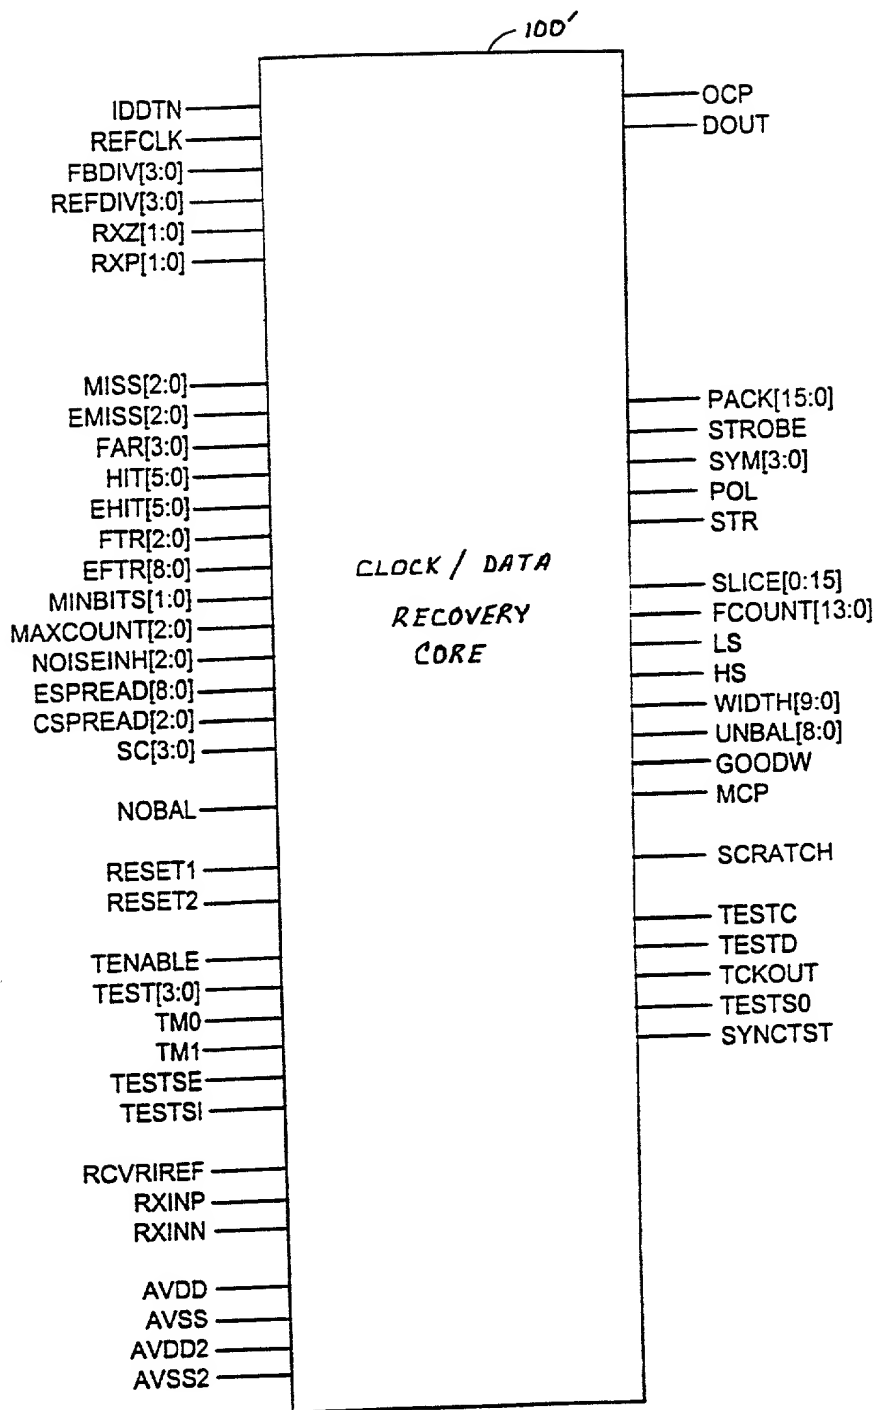 100'
IDDTN
REFCLK
FBDIV[3:0]
REFDIV[3:0]
RXZ[1:0]
RXP[1:0]
MISS[2:0]
EMISS[2:0]
FAR[3:0]
HIT[5:0]
EHIT[5:0]
FTR[2:0]
EFTR[8:0]
MINBITS[1:0]
MAXCOUNT[2:0]
NOISEINH[2:0]
ESPREAD[8:0]
CSPREAD[2:0]
SC[3:0]
NOBAL
RESET1
RESET2
TENABLE
TEST[3:0]
TM0
TM1
TESTSE
TESTSI
RCVRIREF
RXINP
RXINN
AVDD
AVSS
AVDD2
AVSS2
CLOCK / DATA
RECOVERY
CORE
OCP
DOUT
PACK[15:0]
STROBE
SYM[3:0]
POL
STR
SLICE[0:15]
FCOUNT[13:0]
LS
HS
WIDTH[9:0]
UNBAL[8:0]
GOODW
MCP
SCRATCH
TESTC
TESTD
TCKOUT
TESTS0
SYNCTST